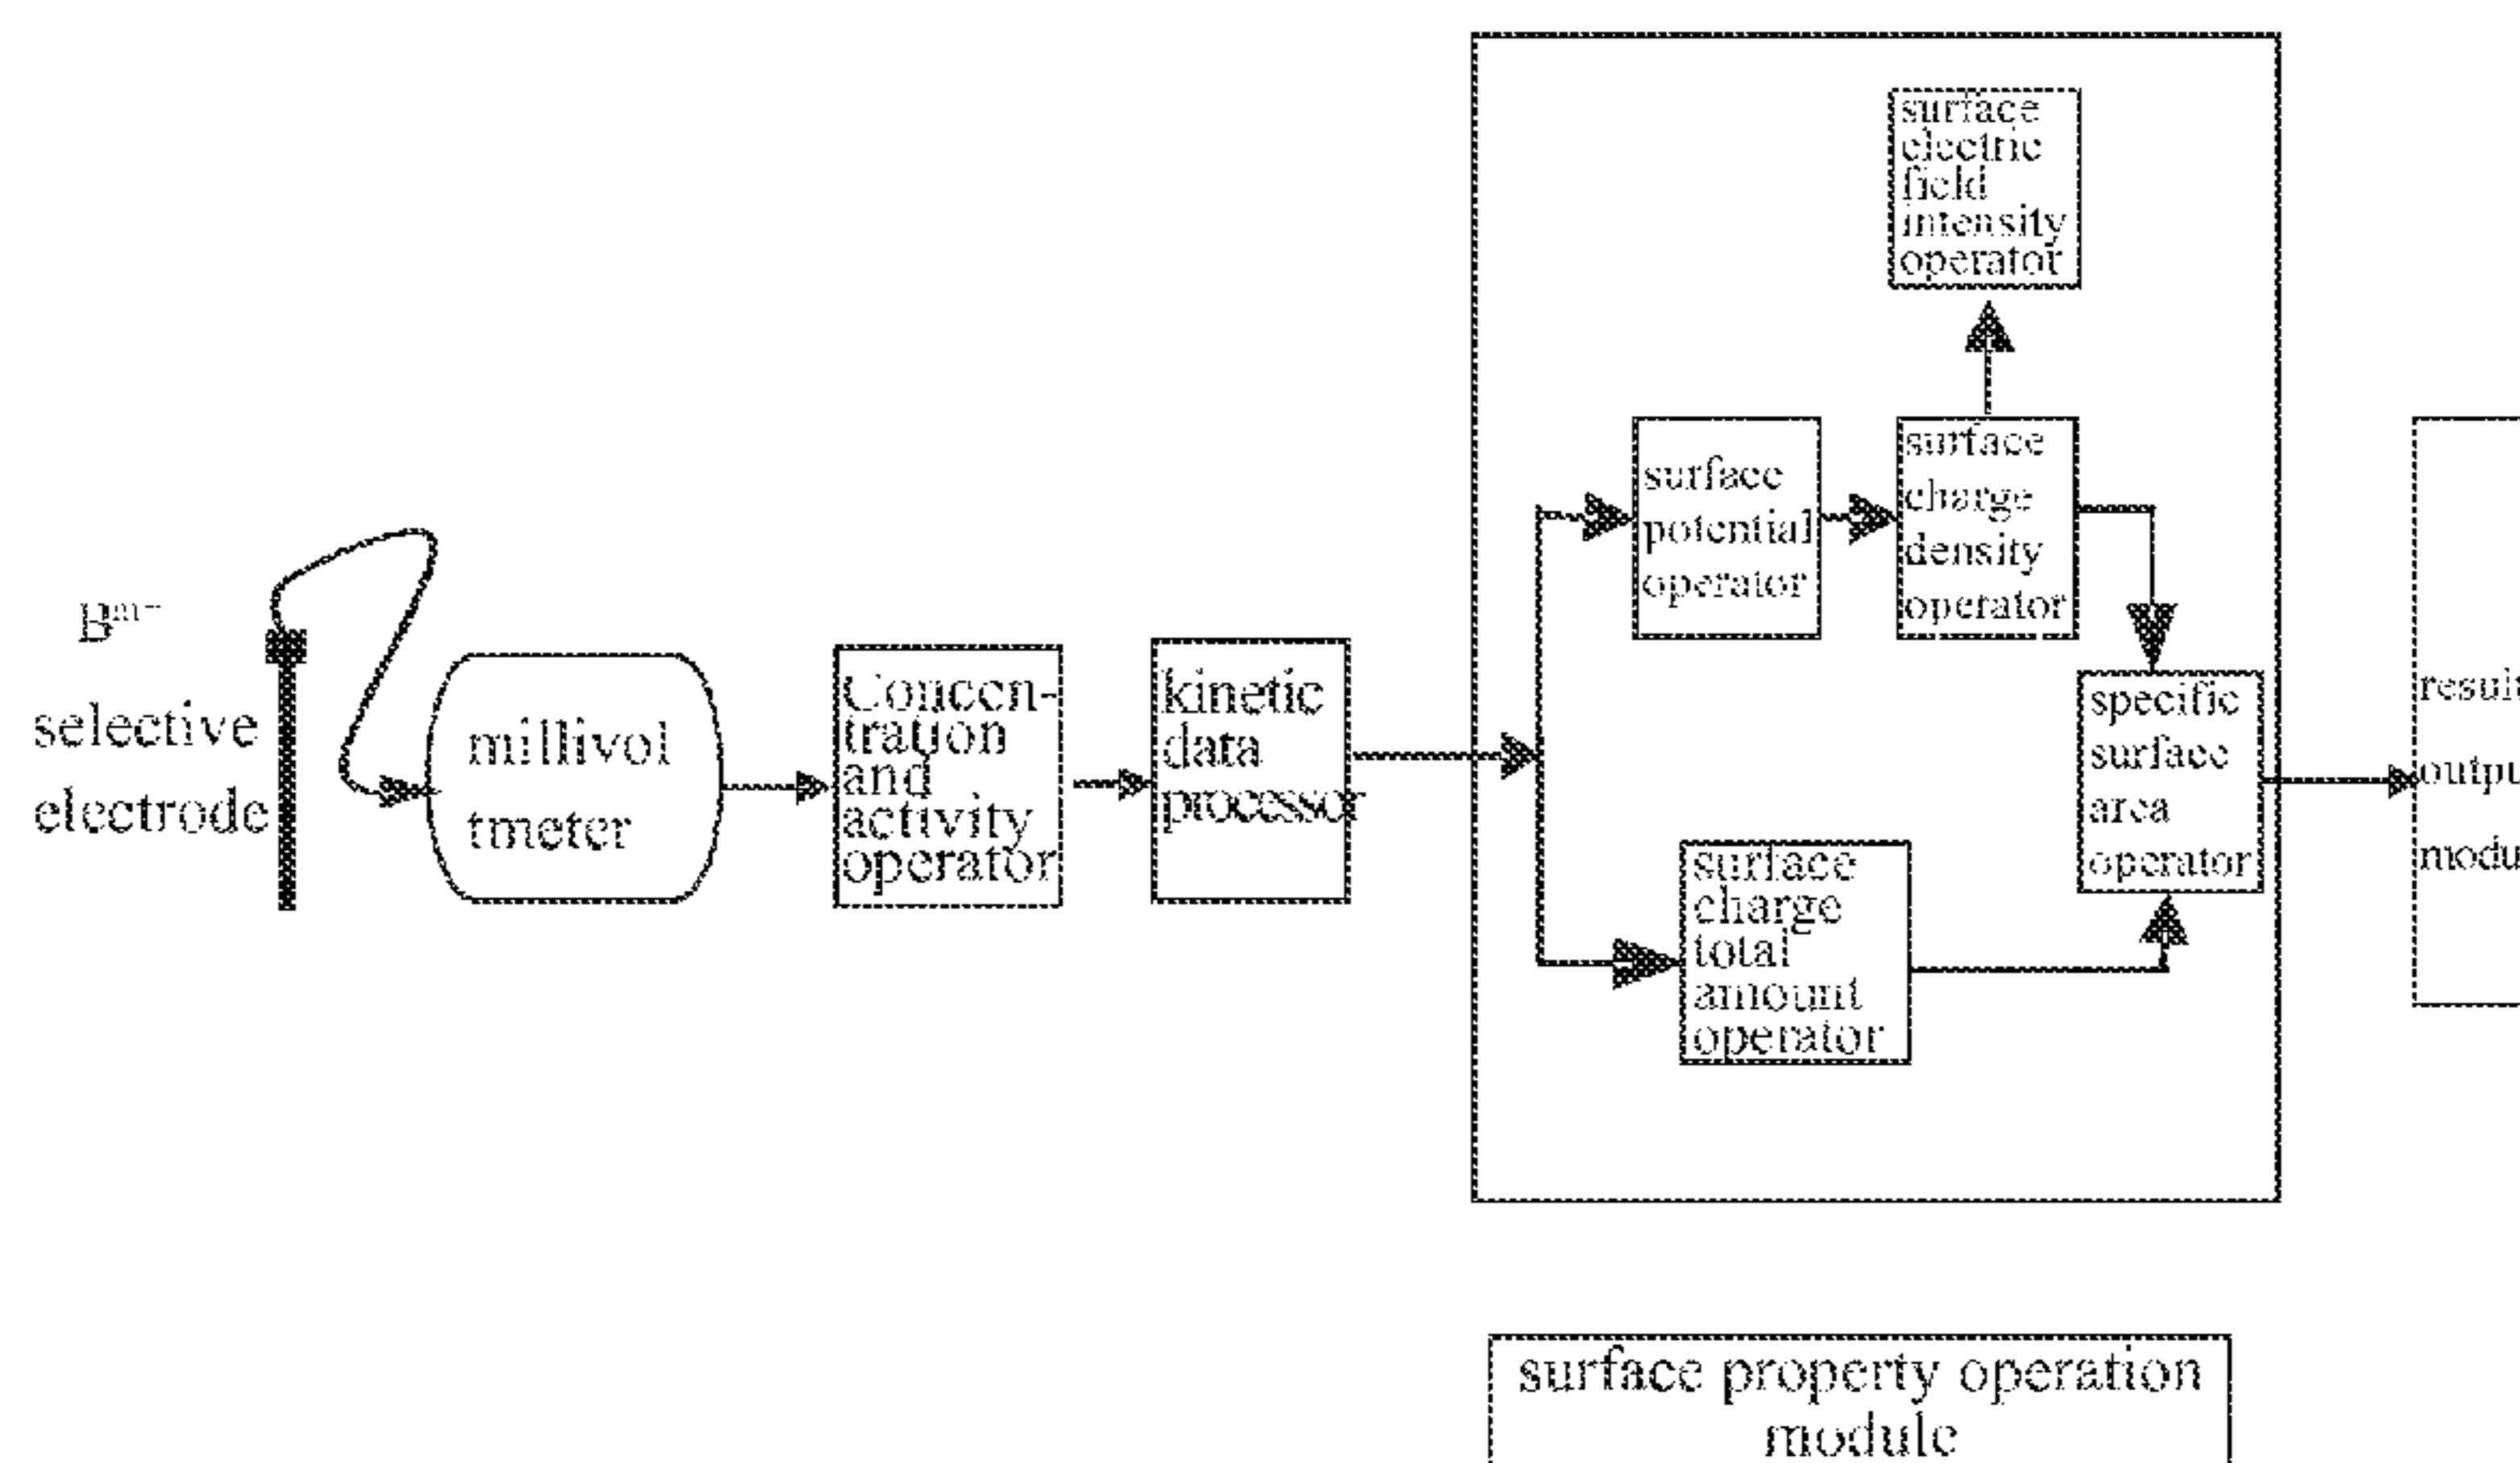 surface
electric
field
intensity
operator
surface
potential
operator
surface
charge
density
operator
selective
electrode
millivol
tmeter
Concen-
tration
and
activity
operator
kinetic
data
processor
specific
surface
area
operator
surface
charge
total
amount
operator
surface property operation
module